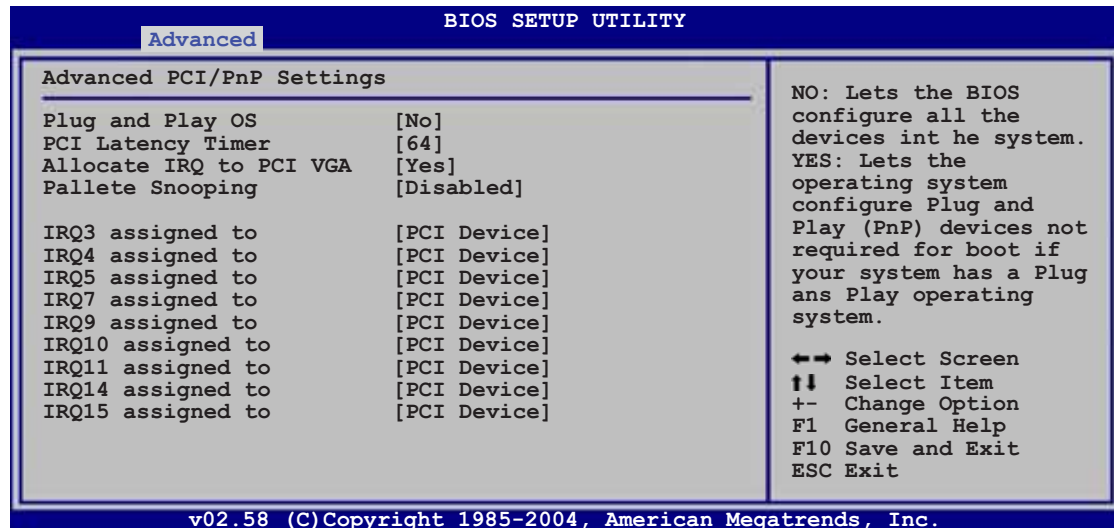 BIOS SETUP UTILITY
Advanced
Advanced PCI/PnP Settings
Plug and Play OS [No]
PCI Latency Timer [64]
Allocate IRQ to PCI VGA [Yes]
Pallete Snooping [Disabled]
IRQ3 assigned to [PCI Device]
IRQ4 assigned to [PCI Device]
IRQ5 assigned to [PCI Device]
IRQ7 assigned to [PCI Device]
IRQ9 assigned to [PCI Device]
IRQ10 assigned to [PCI Device]
IRQ11 assigned to [PCI Device]
IRQ14 assigned to [PCI Device]
IRQ15 assigned to [PCI Device]
NO: Lets the BIOS
configure all the
devices int he system.
YES: Lets the
operating system
configure Plug and
Play (PnP) devices not
required for boot if
your system has a Plug
ans Play operating
system.
←→ Select Screen
↑↓ Select Item
+- Change Option
F1 General Help
F10 Save and Exit
ESC Exit
v02.58 (C)Copyright 1985-2004, American Megatrends, Inc.